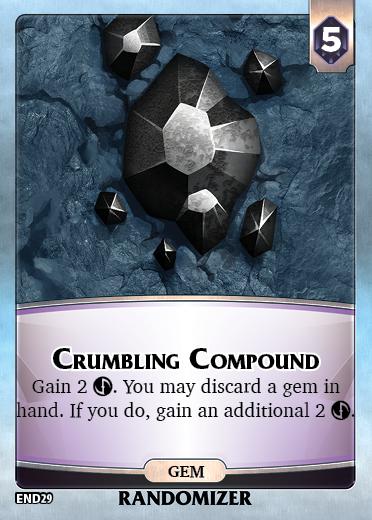 5
Crumbling Compound
Gain 2 . You may discard a gem in
hand. If you do, gain an additional 2 .
GEM
END29
RANDOMIZER